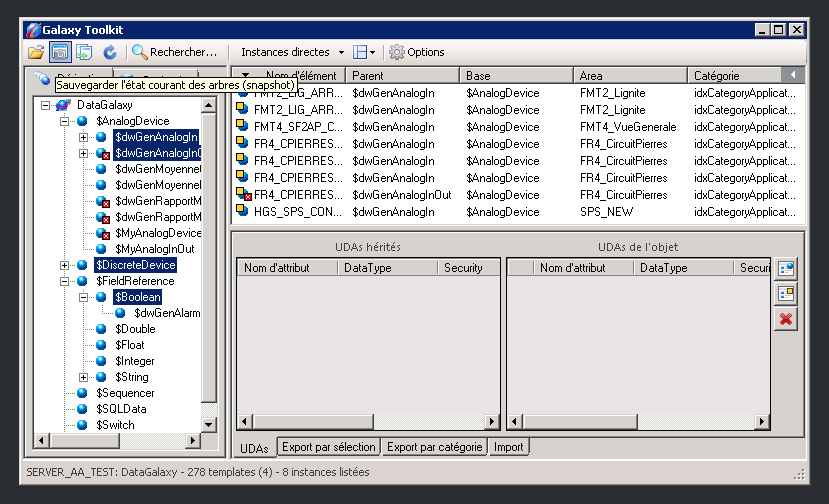 Galaxy Toolkit
Rechercher... Instances directes Options
Sauvegarder l'état courant des arbres (snapshot)
Nom d'élément Parent Base Area Catégorie
DataGalaxy
$AnalogDevice
$dwGenAnalogIn
$dwGenAnalogInO
$dwGenMoyenne
$dwGenMoyennel
$dwGenRapportM
$dwGenRapportM
$MyAnalogDevice
$MyAnalogInOut
$DiscreteDevice
$FieldReference
$Boolean
$dwGenAlarm
$Double
$Float
$Integer
$String
$Sequencer
$SQLData
$Switch
FMT2_LIG_ARR... $dwGenAnalogIn $AnalogDevice FMT2_Lignite idxCategoryApplicat...
FMT2_LIG_ARR... $dwGenAnalogIn $AnalogDevice FMT2_Lignite idxCategoryApplicat...
FMT4_SF2AP_C... $dwGenAnalogIn $AnalogDevice FMT4_VueGenerale idxCategoryApplicat...
FR4_CPIERRES... $dwGenAnalogIn $AnalogDevice FR4_CircuitPierres idxCategoryApplicat...
FR4_CPIERRES... $dwGenAnalogIn $AnalogDevice FR4_CircuitPierres idxCategoryApplicat...
FR4_CPIERRES... $dwGenAnalogIn $AnalogDevice FR4_CircuitPierres idxCategoryApplicat...
FR4_CPIERRES... $dwGenAnalogInOut $AnalogDevice FR4_CircuitPierres idxCategoryApplicat...
HGS_SPS_CON... $dwGenAnalogIn $AnalogDevice SPS_NEW idxCategoryApplicat...
UDAs hérités
Nom d'attribut DataType Security
UDAs de l'objet
Nom d'attribut DataType Securi
UDAs Export par sélection Export par catégorie Import
SERVER_AA_TEST: DataGalaxy - 278 templates (4) - 8 instances listées